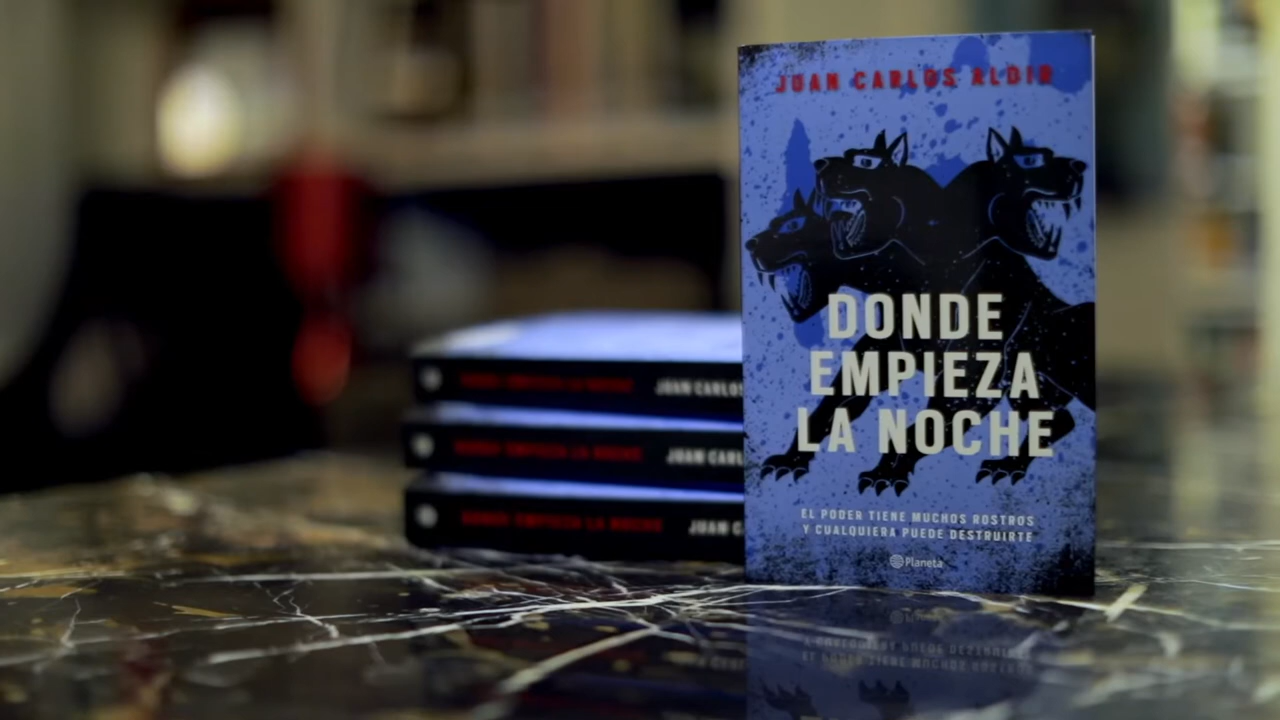 JUAN CARLOS ALDIR
DONDE
EMPIEZA
LA NOCHE
EL PODER TIENE MUCHOS ROSTROS
Y CUALQUIERA PUEDE DESTRUIRTE
Planeta
DONDE EMPIEZA LA NOCHE JUAN CARLOS
DONDE EMPIEZA LA NOCHE JUAN CARL
DONDE EMPIEZA LA NOCHE JUAN C